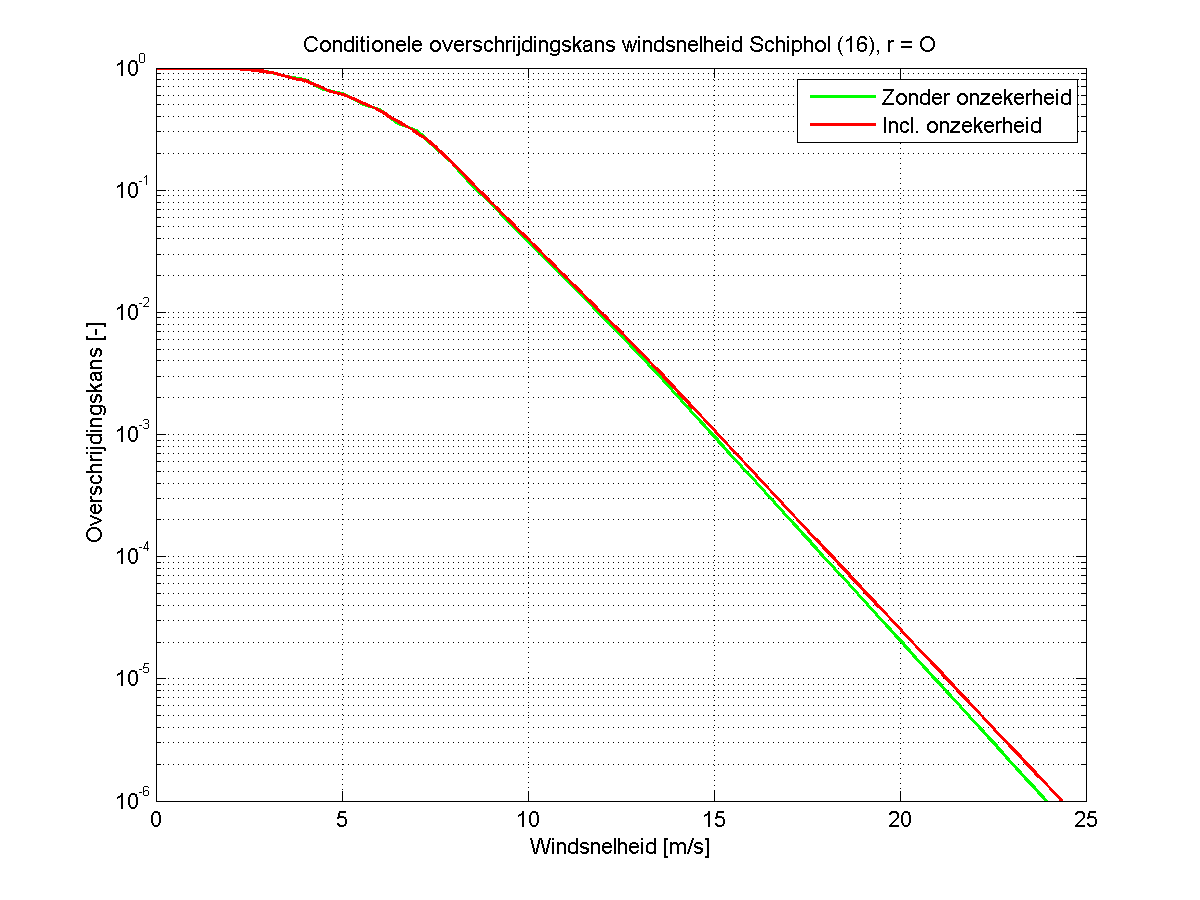 Conditionele overschrijdingskans windsnelheid Schiphol (16), r = O
Zonder onzekerheid
Incl. onzekerheid
Overschrijdingskans [-]
10^0
10^-1
10^-2
10^-3
10^-4
10^-5
10^-6
0 5 10 15 20 25
Windsnelheid [m/s]